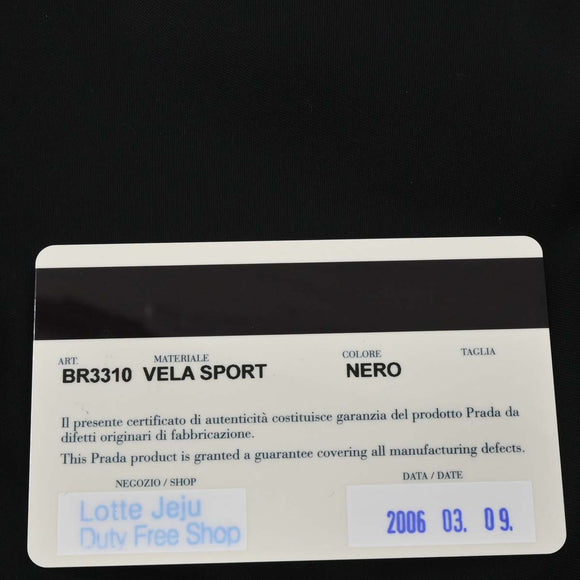 ART. MATERIALE COLORE TAGLIA
BR3310 VELA SPORT NERO
Il presente certificato di autenticità costituisce garanzia del prodotto Prada da
difetti originari di fabbricazione.
This Prada product is granted a guarantee covering all manufacturing defects.
NEGOZIO / SHOP DATA / DATE
Lotte Jeju
Duty Free Shop
2006 03. 09.